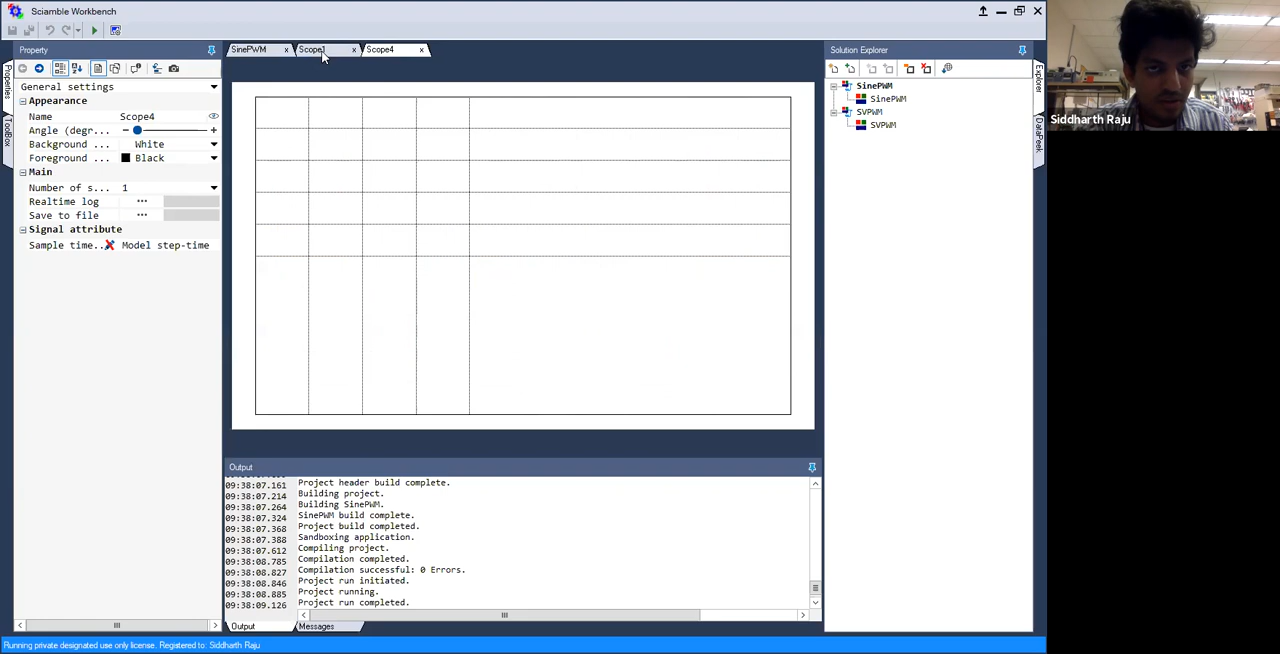 Sciamble Workbench
Property
SinePWM x
Scope1 x
Scope4 x
Solution Explorer
Properties
ToolBox
General settings
Appearance
Name Scope4
Angle (degr...
Background ... White
Foreground ... Black
Main
Number of s... 1
Realtime log ...
Save to file ...
Signal attribute
Sample time... Model step-time
SinePWM
SinePWM
SVPWM
SVPWM
Explorer
DataPeek
Siddharth Raju
Output
09:38:07.161 Project header build complete.
09:38:07.214 Building project.
09:38:07.264 Building SinePWM.
09:38:07.324 SinePWM build complete.
09:38:07.368 Project build completed.
09:38:07.388 Sandboxing application.
09:38:07.612 Compiling project.
09:38:08.785 Compilation completed.
09:38:08.827 Compilation successful: 0 Errors.
09:38:08.846 Project run initiated.
09:38:08.885 Project running.
09:38:09.126 Project run completed.
Output
Messages
Running private designated use only license. Registered to: Siddharth Raju